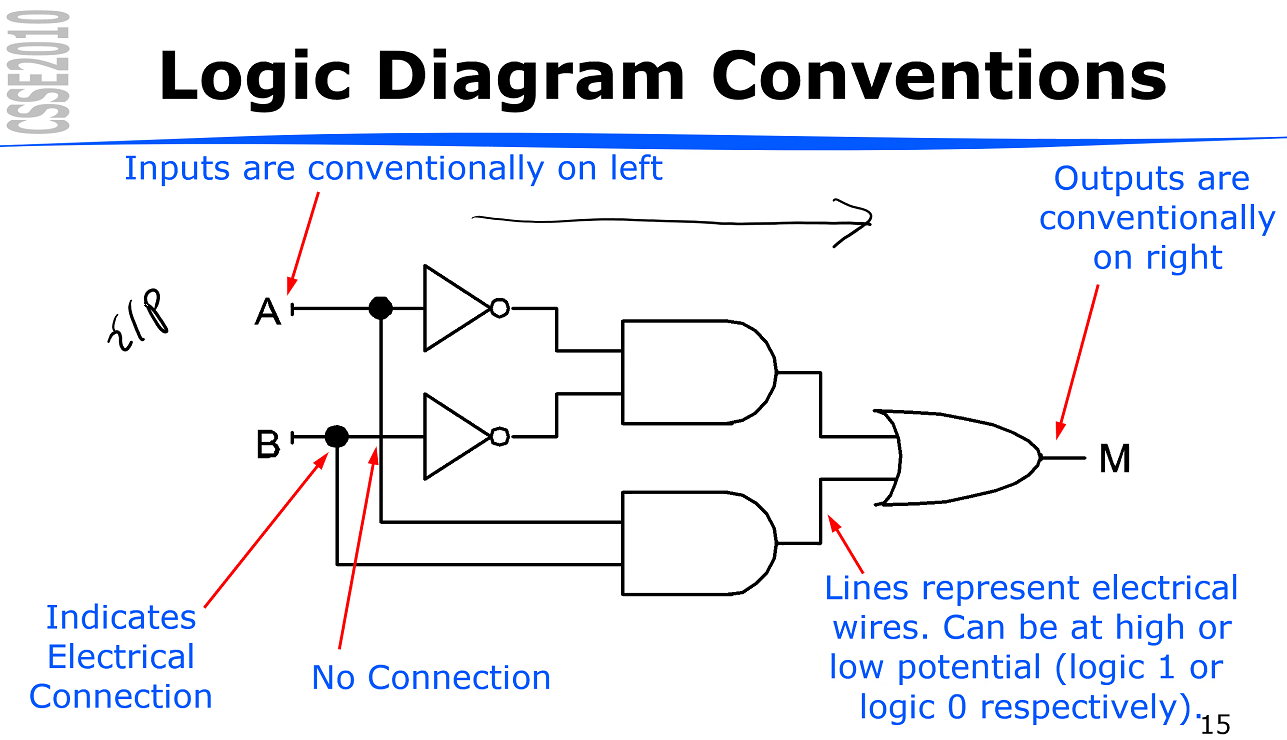 CSSE2010
Logic Diagram Conventions
Inputs are conventionally on left
Outputs are
conventionally
on right
A
B
M
Indicates
Electrical
Connection
No Connection
Lines represent electrical
wires. Can be at high or
low potential (logic 1 or
logic 0 respectively).
15